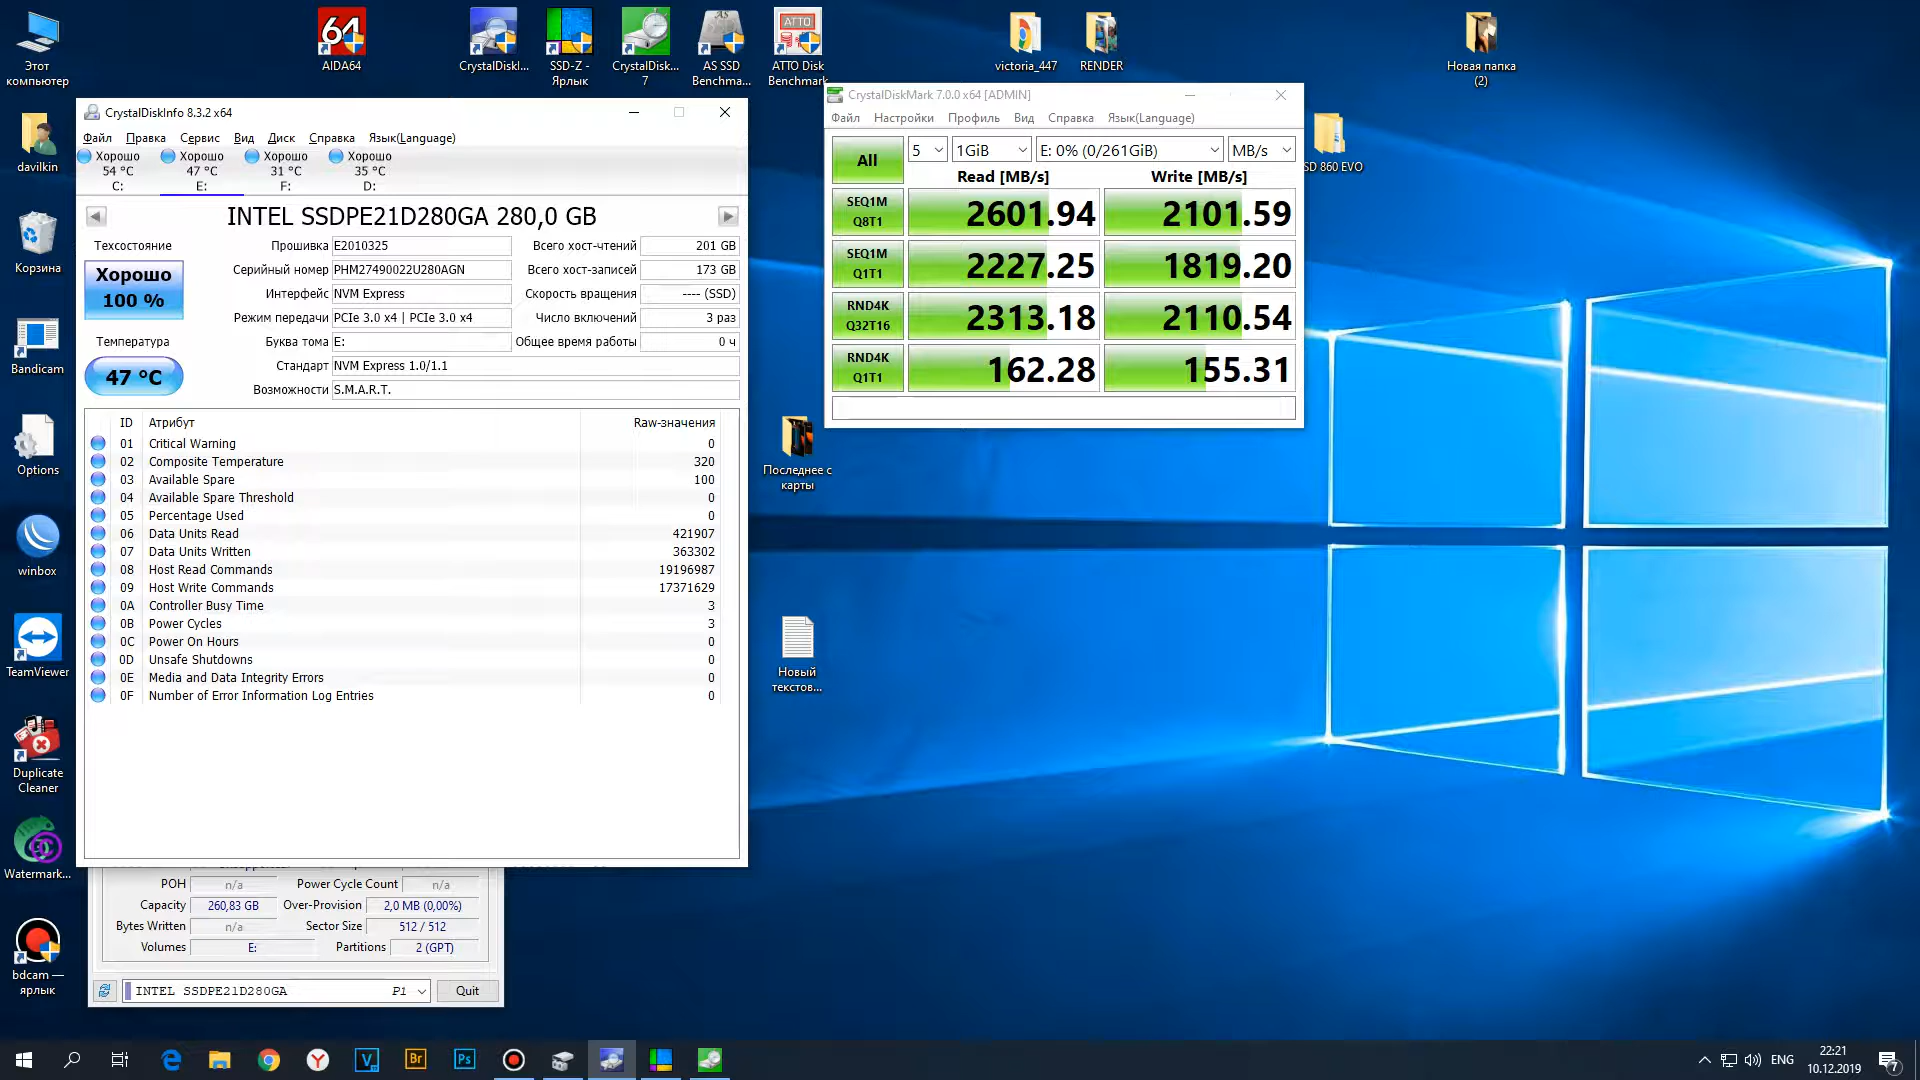 Этот
компьютер
AIDA64
CrystalDiskI...
SSD-Z -
Ярлык
CrystalDisk...
7
AS SSD
Benchma...
ATTO Disk
Benchmark
victoria_447
RENDER
Новая папка
(2)
davilkin
Корзина
Bandicam
Options
winbox
TeamViewer
Duplicate
Cleaner
Watermark...
bdcam —
ярлык
SD 860 EVO
Последнее с
карты
Новый
текстов...
CrystalDiskInfo 8.3.2 x64
Файл Правка Сервис Вид Диск Справка Язык(Language)
Хорошо Хорошо Хорошо Хорошо
54 °C 47 °C 31 °C 35 °C
C: E: F: D:
INTEL SSDPE21D280GA 280,0 GB
Техсостояние
Хорошо
100 %
Температура
47 °C
Прошивка E2010325 Всего хост-чтений 201 GB
Серийный номер PHM27490022U280AGN Всего хост-записей 173 GB
Интерфейс NVM Express Скорость вращения ---- (SSD)
Режим передачи PCIe 3.0 x4 | PCIe 3.0 x4 Число включений 3 раз
Буква тома E: Общее время работы 0 ч
Стандарт NVM Express 1.0/1.1
Возможности S.M.A.R.T.
ID Атрибут Raw-значения
01 Critical Warning 0
02 Composite Temperature 320
03 Available Spare 100
04 Available Spare Threshold 0
05 Percentage Used 0
06 Data Units Read 421907
07 Data Units Written 363302
08 Host Read Commands 19196987
09 Host Write Commands 17371629
0A Controller Busy Time 3
0B Power Cycles 3
0C Power On Hours 0
0D Unsafe Shutdowns 0
0E Media and Data Integrity Errors 0
0F Number of Error Information Log Entries 0
POH n/a Power Cycle Count n/a
Capacity 260,83 GB Over-Provision 2,0 MB (0,00%)
Bytes Written n/a Sector Size 512 / 512
Volumes E: Partitions 2 (GPT)
INTEL SSDPE21D280GA P1 Quit
CrystalDiskMark 7.0.0 x64 [ADMIN]
Файл Настройки Профиль Вид Справка Язык(Language)
All 5 1GiB E: 0% (0/261GiB) MB/s
Read [MB/s] Write [MB/s]
SEQ1M
Q8T1 2601.94 2101.59
SEQ1M
Q1T1 2227.25 1819.20
RND4K
Q32T16 2313.18 2110.54
RND4K
Q1T1 162.28 155.31
64
ATTO
AS
V
Br
Ps
ENG
22:21
10.12.2019
7